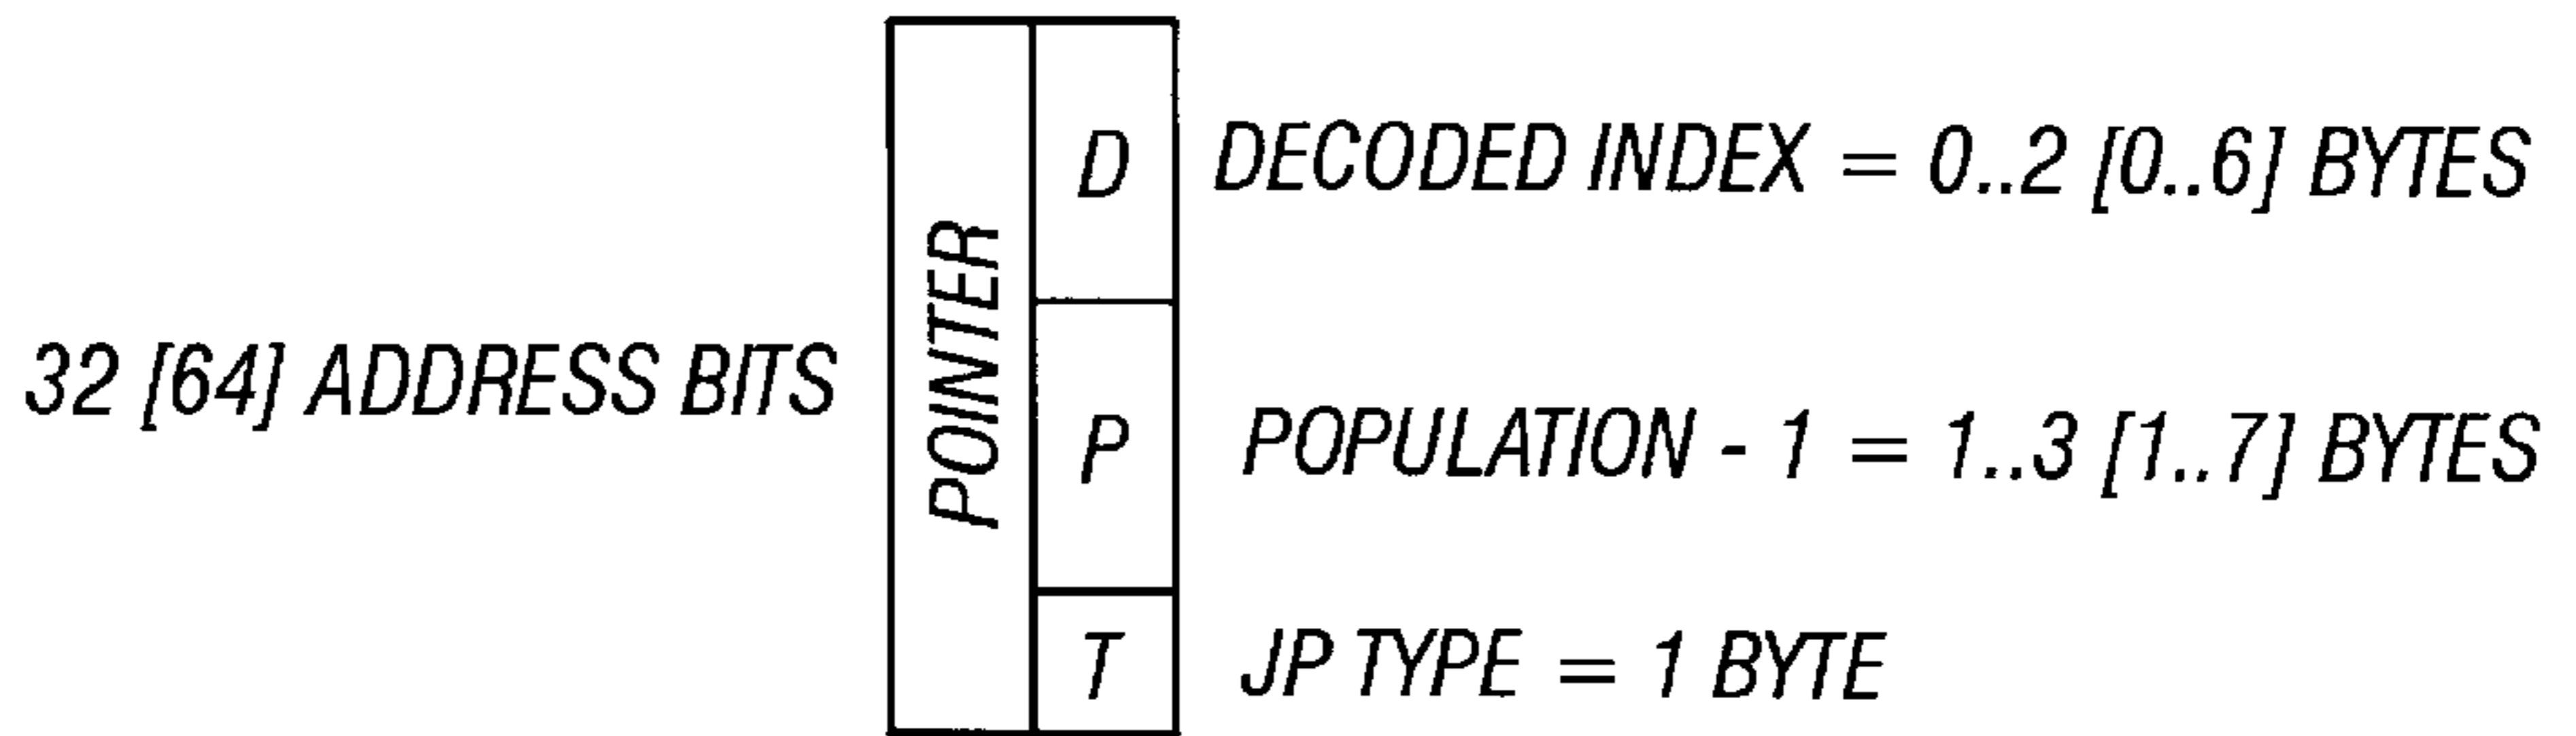 32 [64] ADDRESS BITS
POINTER
D
DECODED INDEX = 0..2 [0..6] BYTES
P
POPULATION - 1 = 1..3 [1..7] BYTES
T
JP TYPE = 1 BYTE